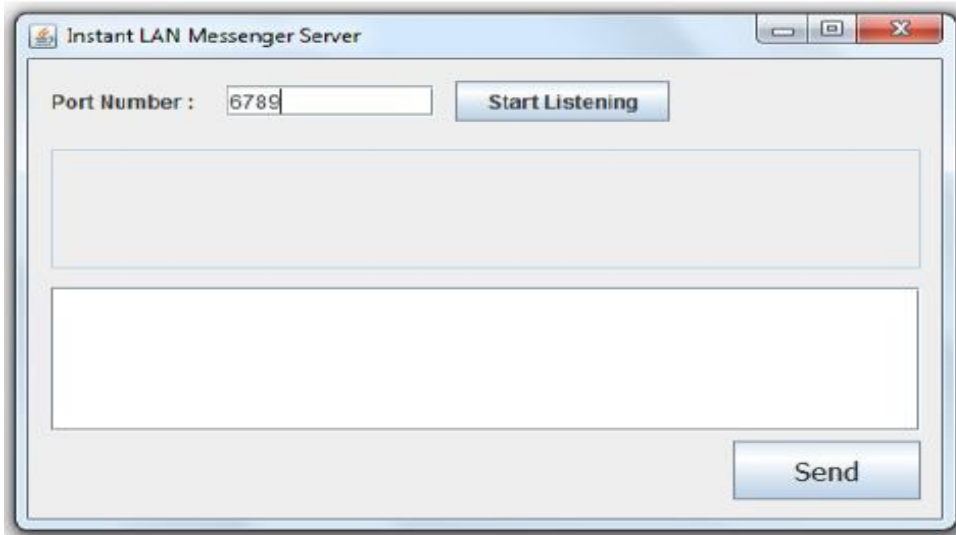 Instant LAN Messenger Server
Port Number : 6789 Start Listening
Send